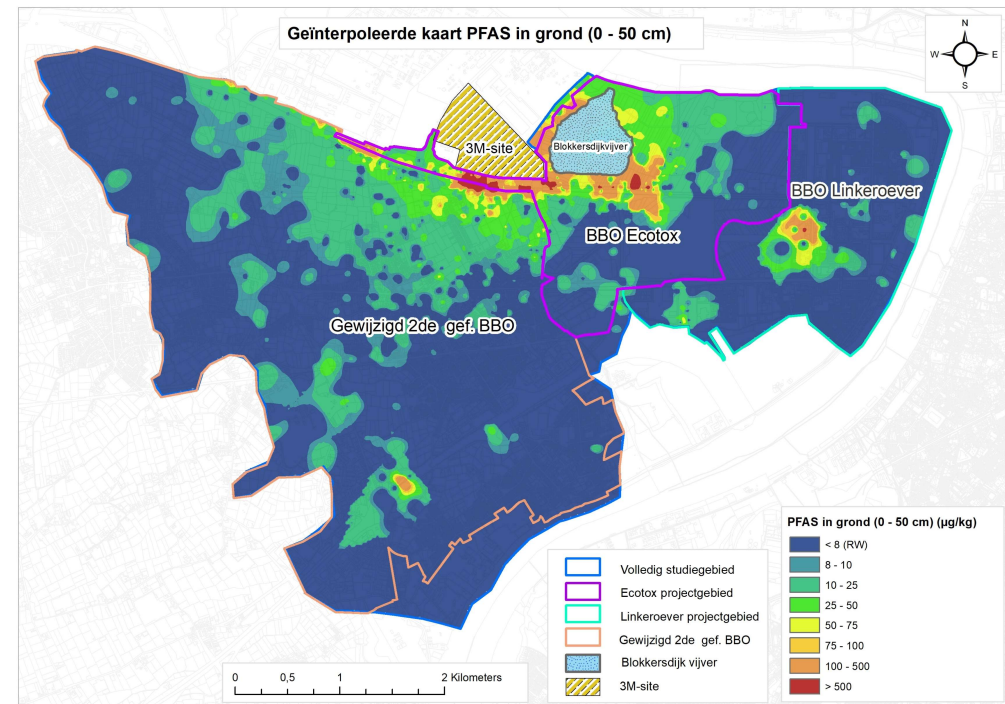 Geïnterpoleerde kaart PFAS in grond (0 - 50 cm)
N
W
E
S
3M-site
Blokkersdijkvijver
BBO Linkeroever
BBO Ecotox
Gewijzigd 2de gef. BBO
PFAS in grond (0 - 50 cm) (µg/kg)
< 8 (RW)
8 - 10
10 - 25
25 - 50
50 - 75
75 - 100
100 - 500
> 500
Volledig studiegebied
Ecotox projectgebied
Linkeroever projectgebied
Gewijzigd 2de gef. BBO
Blokkersdijk vijver
3M-site
0 0,5 1 2 Kilometers